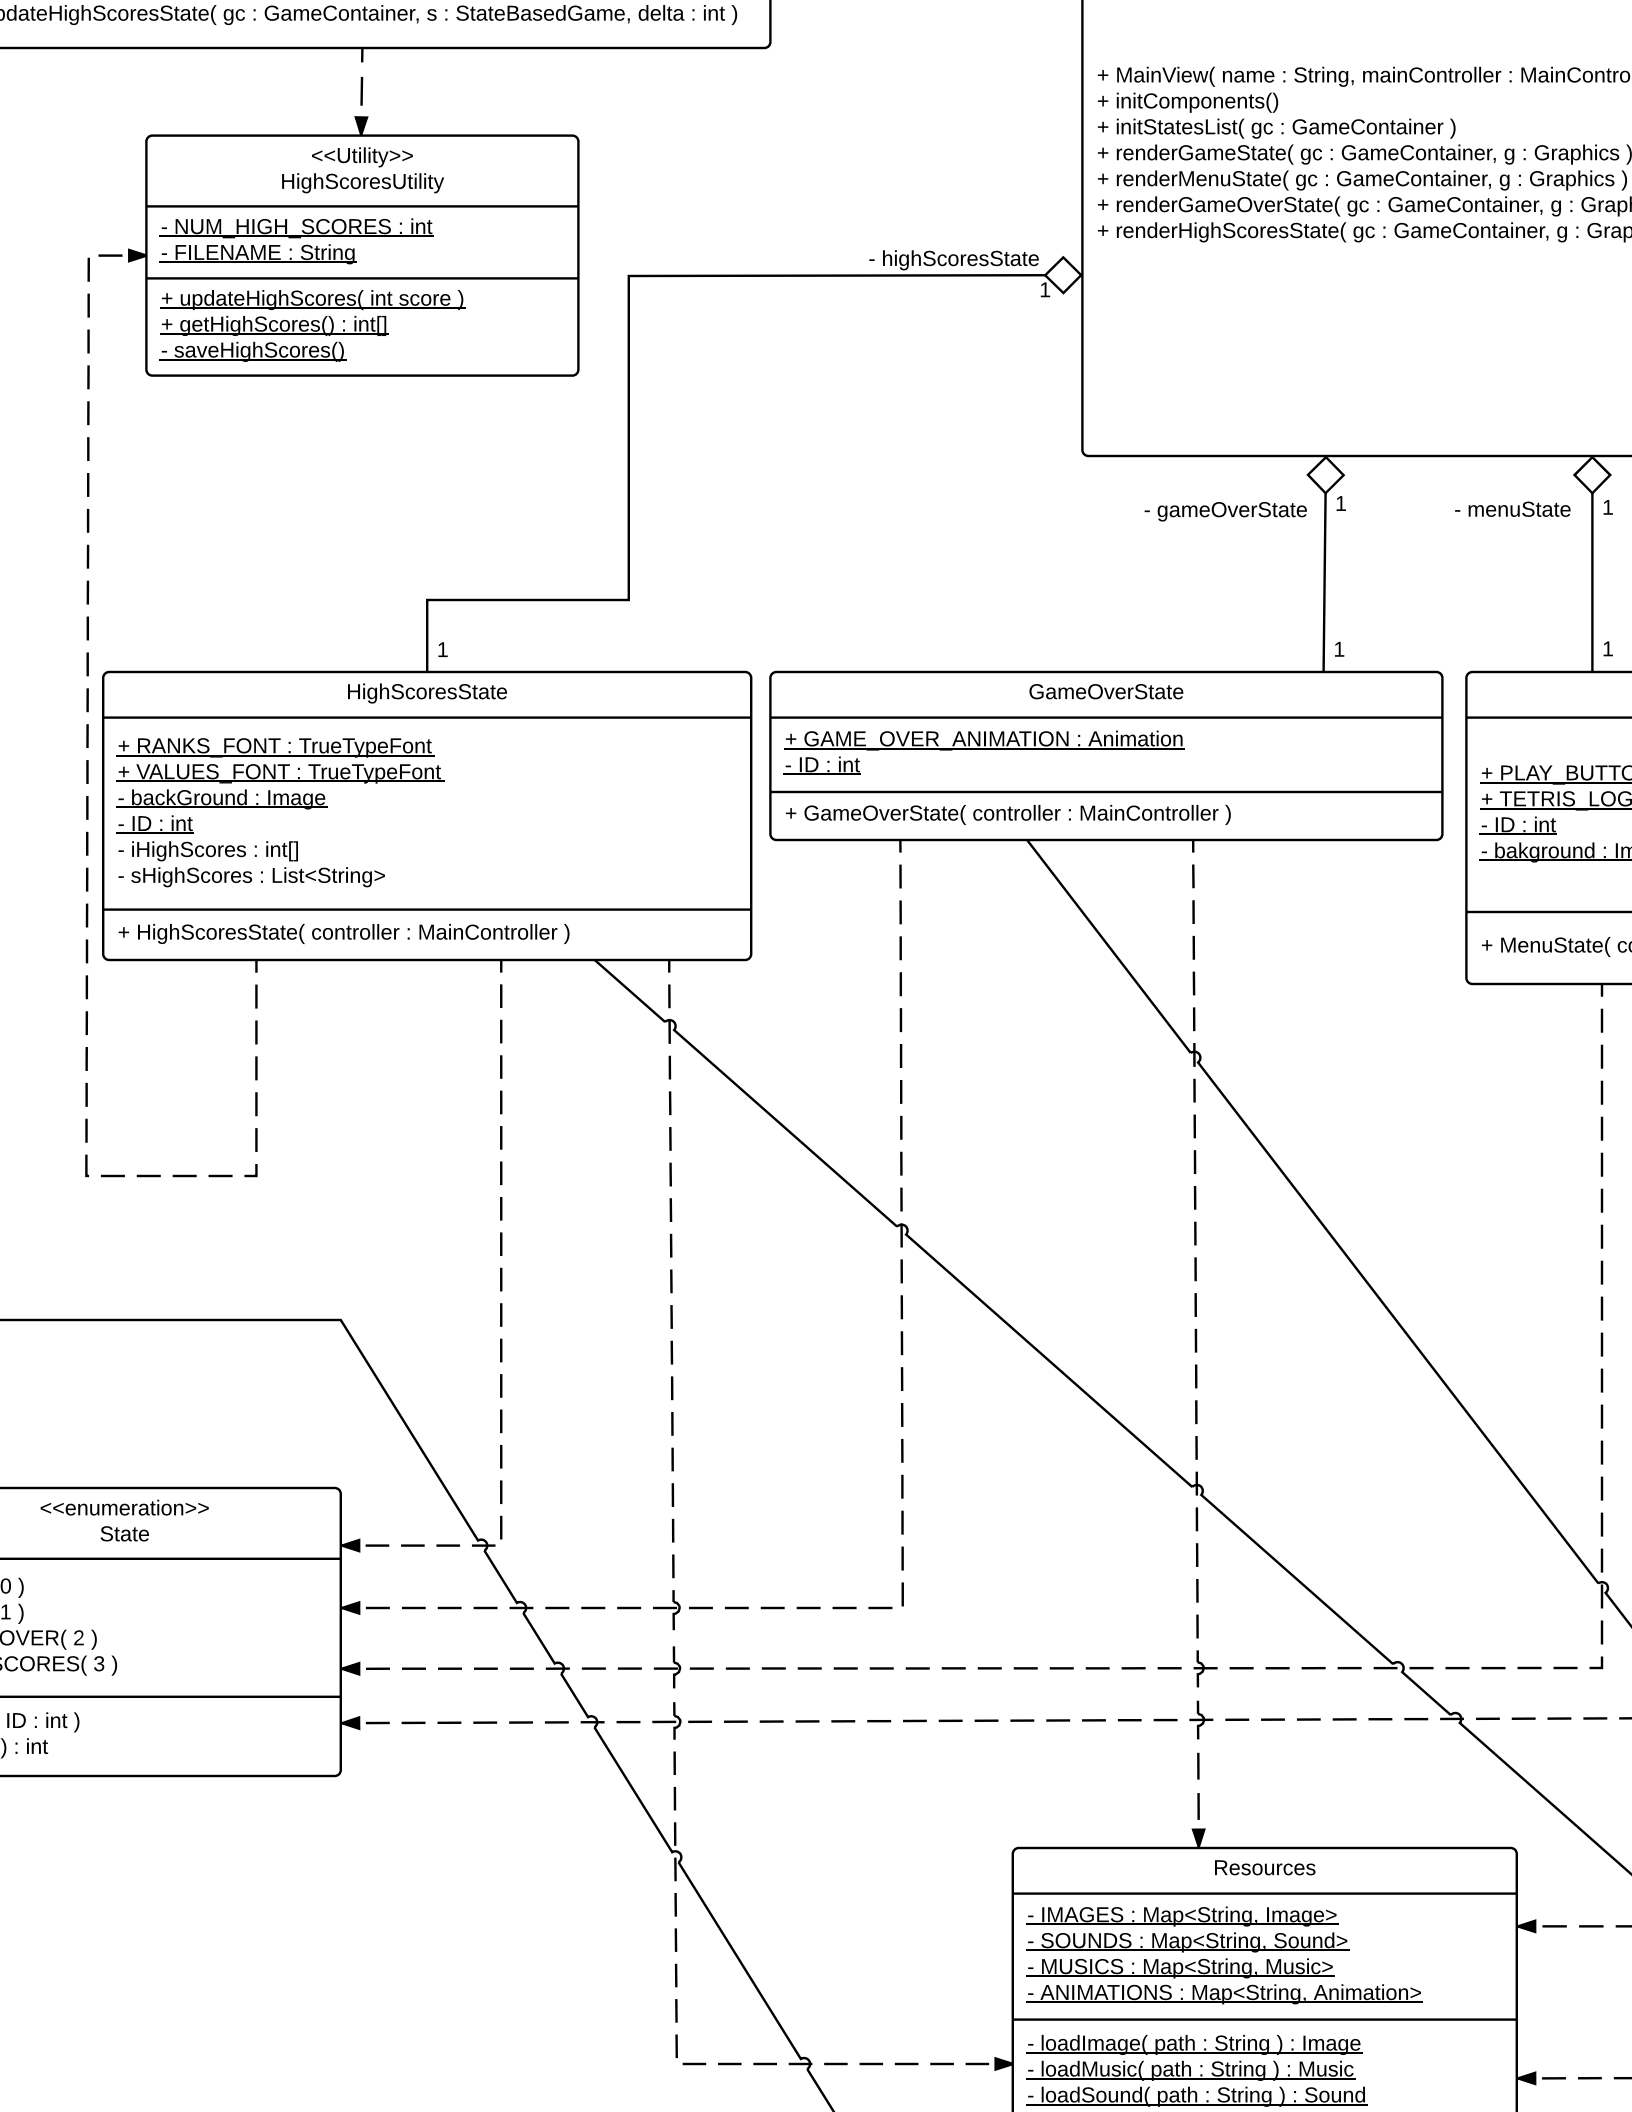 pdateHighScoresState( gc : GameContainer, s : StateBasedGame, delta : int )
+ MainView( name : String, mainController : MainContro
+ initComponents()
+ initStatesList( gc : GameContainer )
+ renderGameState( gc : GameContainer, g : Graphics )
+ renderMenuState( gc : GameContainer, g : Graphics )
+ renderGameOverState( gc : GameContainer, g : Graph
+ renderHighScoresState( gc : GameContainer, g : Grap
<<Utility>>
HighScoresUtility
- NUM_HIGH_SCORES : int
- FILENAME : String
+ updateHighScores( int score )
+ getHighScores() : int[]
- saveHighScores()
- highScoresState
1
- gameOverState
1
- menuState
1
1
1
1
HighScoresState
+ RANKS_FONT : TrueTypeFont
+ VALUES_FONT : TrueTypeFont
- backGround : Image
- ID : int
- iHighScores : int[]
- sHighScores : List<String>
+ HighScoresState( controller : MainController )
GameOverState
+ GAME_OVER_ANIMATION : Animation
- ID : int
+ GameOverState( controller : MainController )
+ PLAY_BUTTO
+ TETRIS_LOG
- ID : int
- bakground : Im
+ MenuState( co
<<enumeration>>
State
0 )
1 )
OVER( 2 )
SCORES( 3 )
ID : int )
) : int
Resources
- IMAGES : Map<String, Image>
- SOUNDS : Map<String, Sound>
- MUSICS : Map<String, Music>
- ANIMATIONS : Map<String, Animation>
- loadImage( path : String ) : Image
- loadMusic( path : String ) : Music
- loadSound( path : String ) : Sound